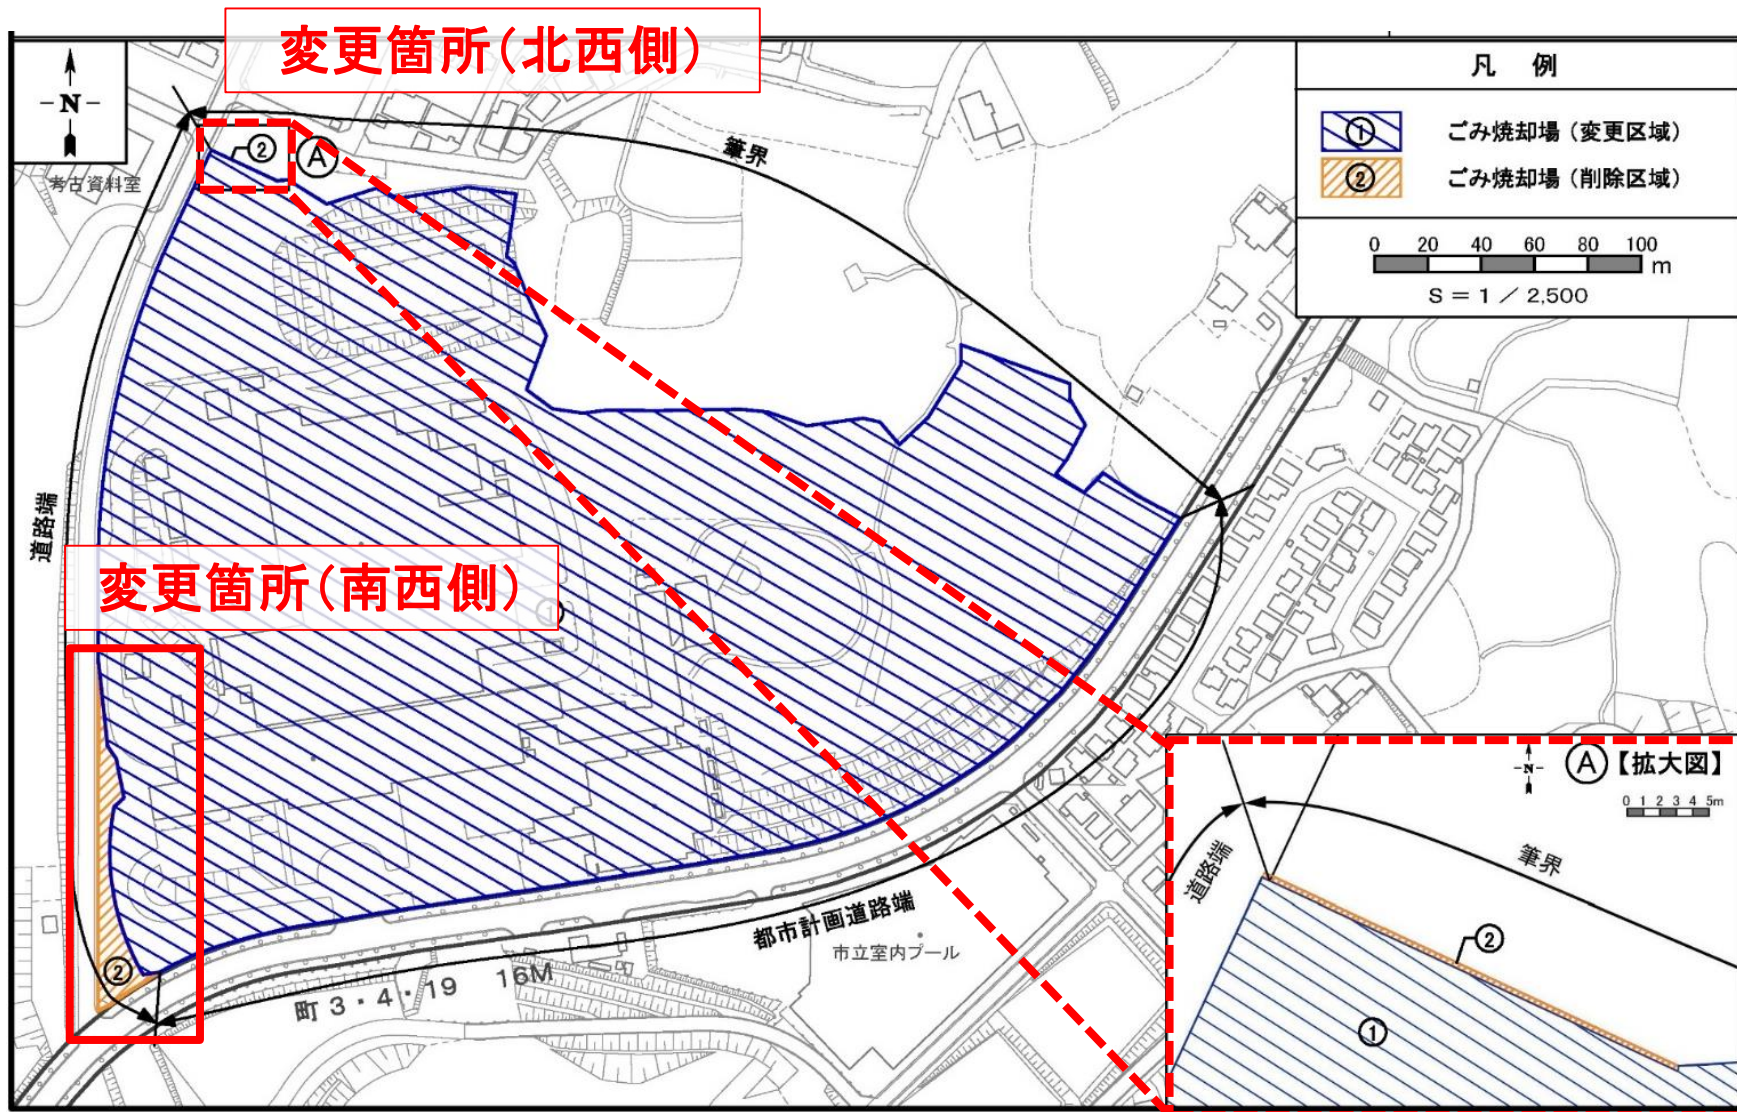 変更箇所(北西側)
-N-
②
Ⓐ
考古資料室
筆界
凡 例
① ごみ焼却場(変更区域)
② ごみ焼却場(削除区域)
0 20 40 60 80 100 m
S=1/2,500
道路端
変更箇所(南西側)
①
②
町3・4・19 16M
都市計画道路端
市立室内プール
-N-
Ⓐ【拡大図】
0 1 2 3 4 5m
道路端
筆界
②
①